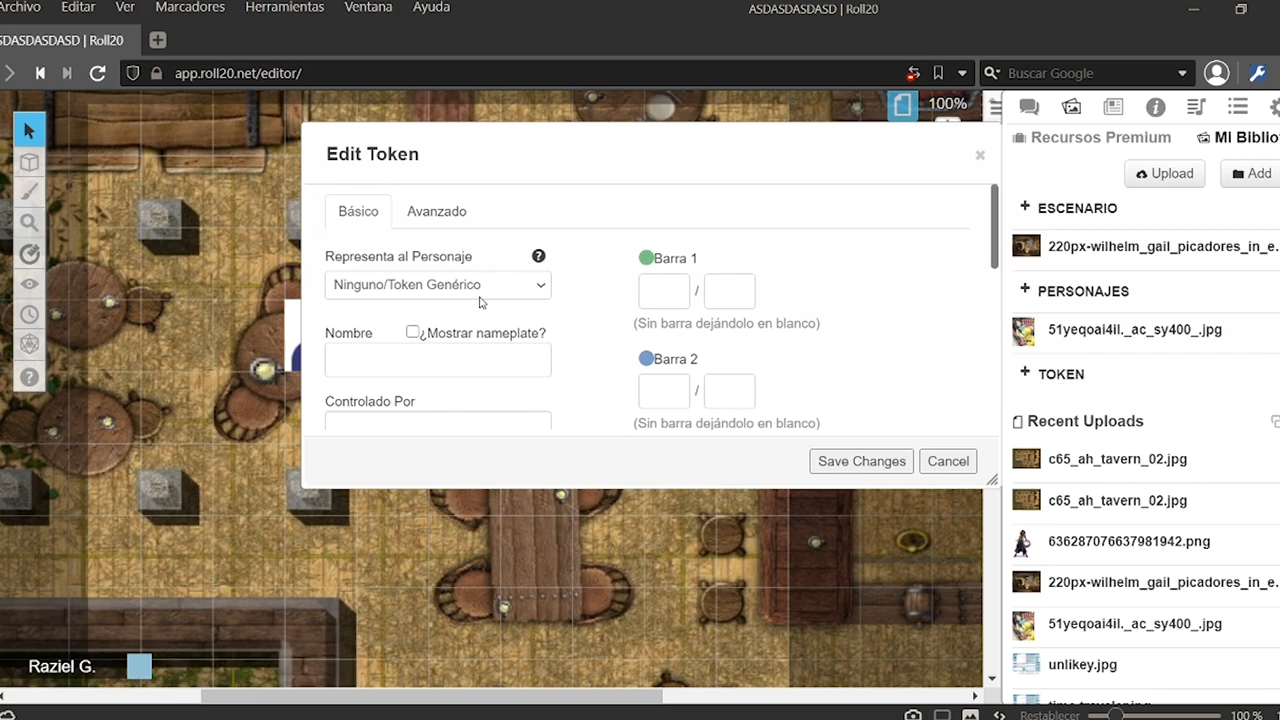 Archivo Editar Ver Marcadores Herramientas Ventana Ayuda
ASDASDASDASD | Roll20
SDASDASDASD | Roll20
app.roll20.net/editor/
Buscar Google
100%
Recursos Premium
Mi Biblio
Upload
Add
ESCENARIO
220px-wilhelm_gail_picadores_in_e.
PERSONAJES
51yeqoai4il._ac_sy400_.jpg
TOKEN
Recent Uploads
c65_ah_tavern_02.jpg
c65_ah_tavern_02.jpg
636287076637981942.png
220px-wilhelm_gail_picadores_in_e.
51yeqoai4il._ac_sy400_.jpg
unlikey.jpg
Edit Token
Básico
Avanzado
Representa al Personaje
Ninguno/Token Genérico
Nombre
¿Mostrar nameplate?
Controlado Por
Barra 1
/
(Sin barra dejándolo en blanco)
Barra 2
/
(Sin barra dejándolo en blanco)
Save Changes
Cancel
Raziel G.
Restablecer
100 %